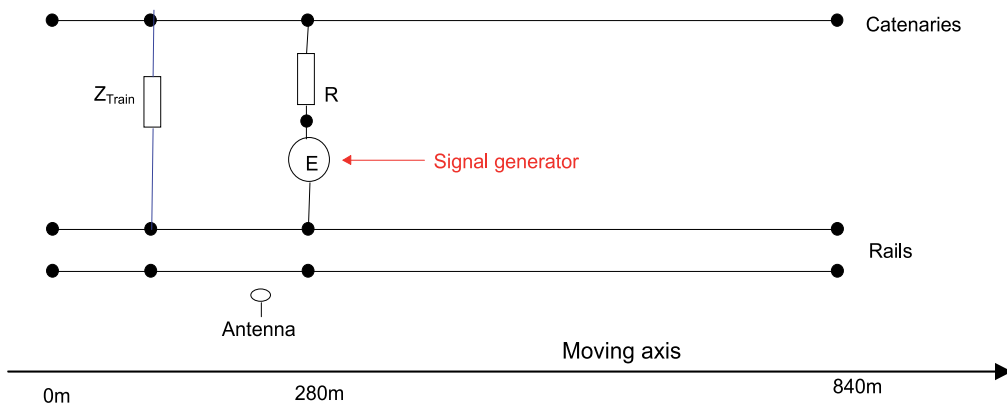 Catenaries
Z_Train
R
E
Signal generator
Rails
Antenna
Moving axis
0m
280m
840m